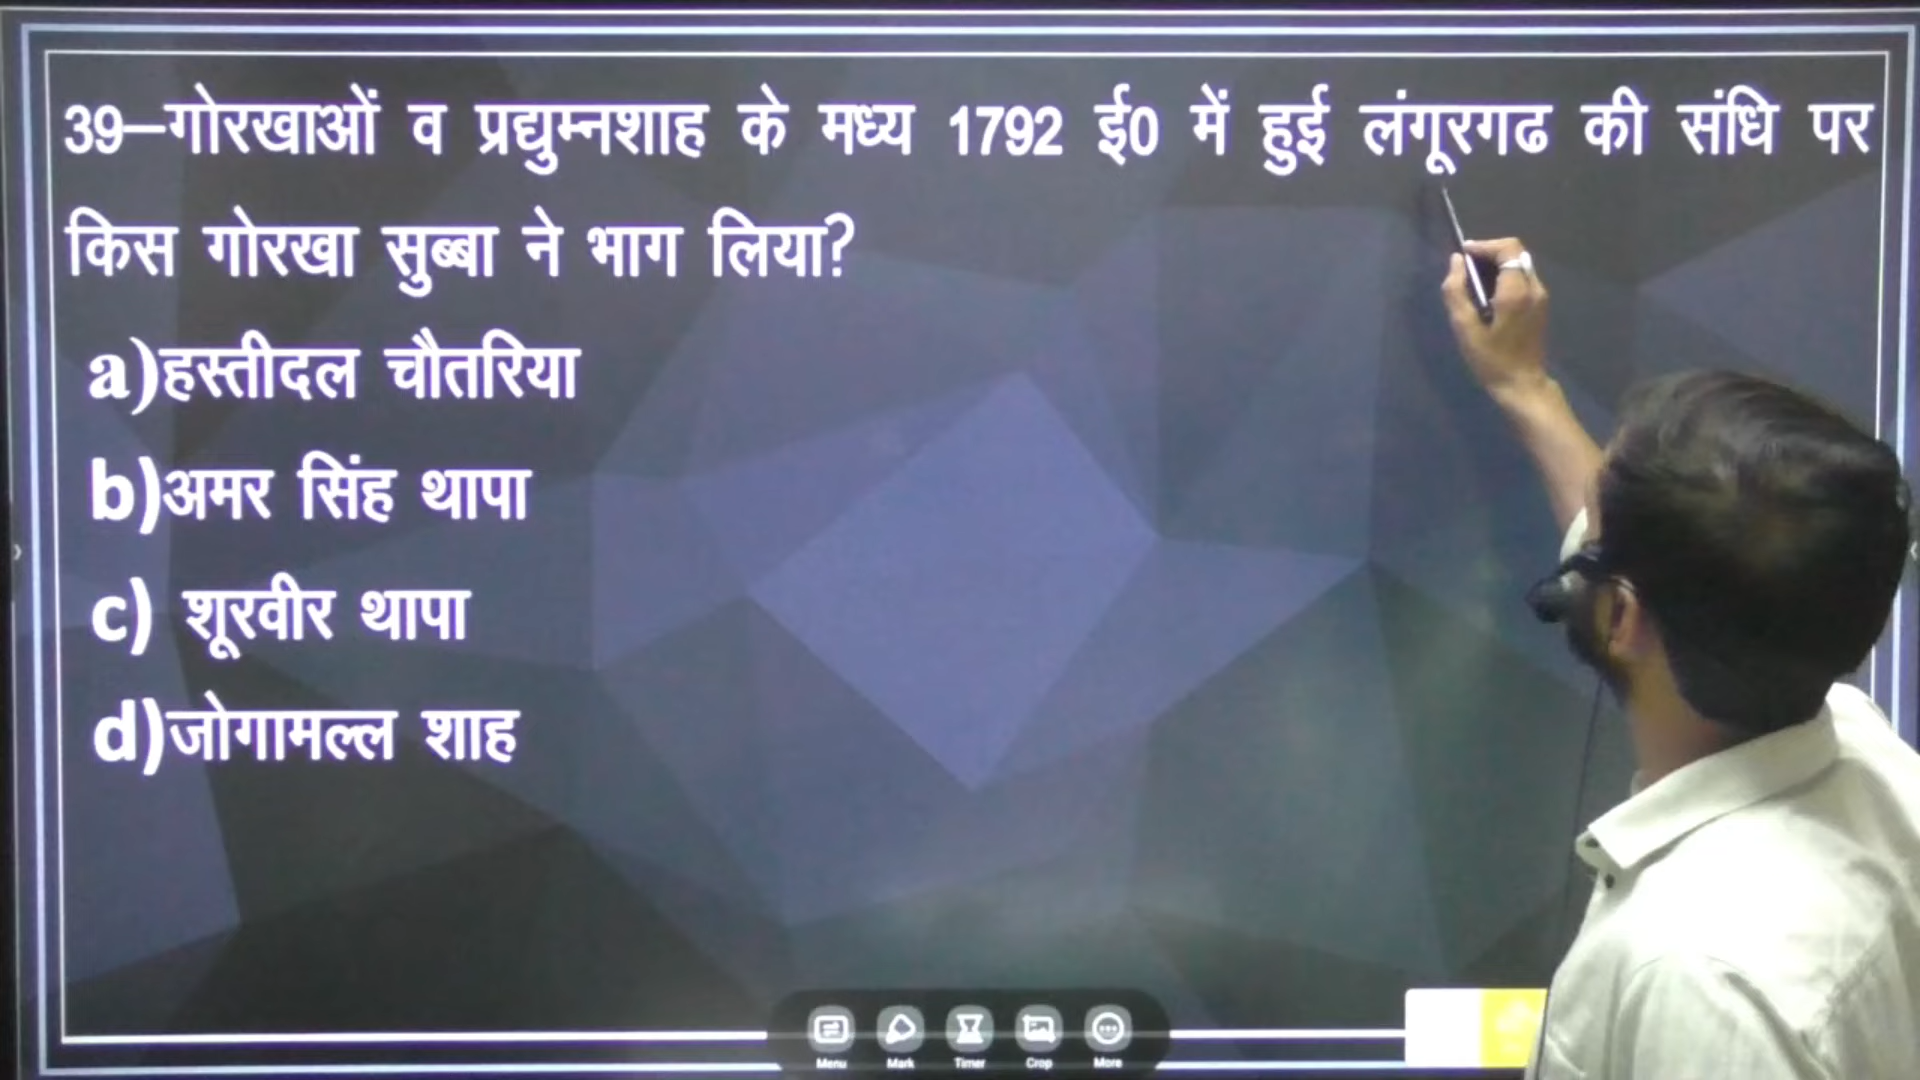 39–गोरखाओं व प्रद्युम्नशाह के मध्य 1792 ई0 में हुई लंगूरगढ की संधि पर
किस गोरखा सुब्बा ने भाग लिया?
a)हस्तीदल चौतरिया
b)अमर सिंह थापा
c) शूरवीर थापा
d)जोगामल्ल शाह
Menu Mark Timer Crop More